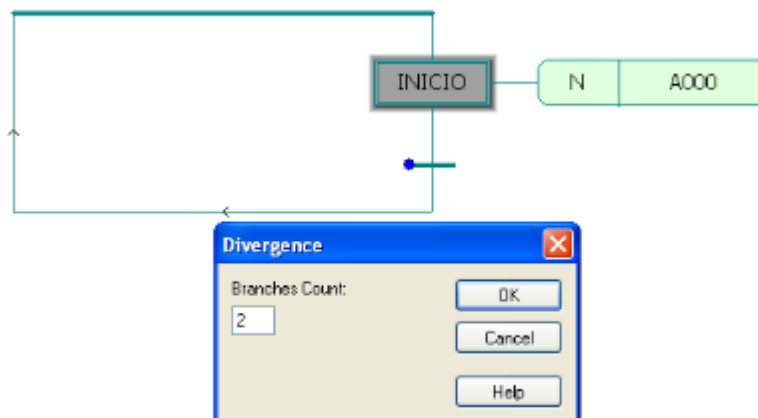 INICIO N A000
Divergence
Branches Count:
2
OK
Cancel
Help